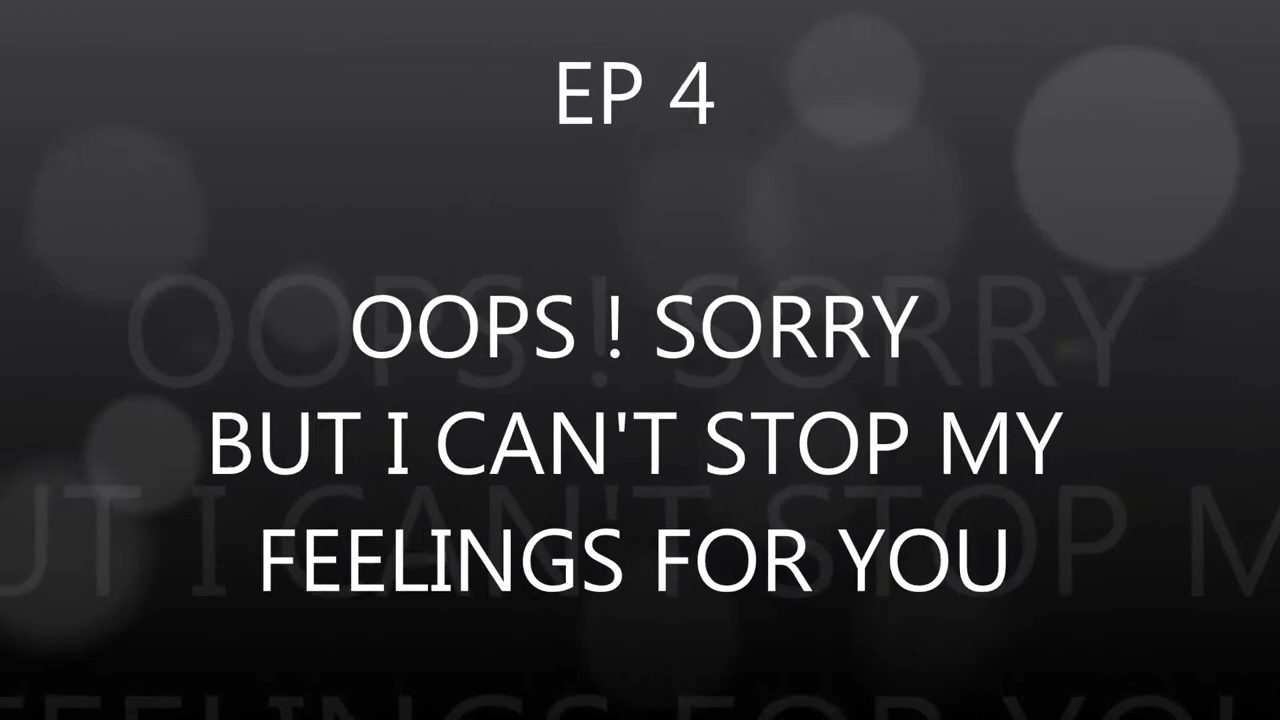 EP 4
OOPS ! SORRY
BUT I CAN'T STOP MY
FEELINGS FOR YOU